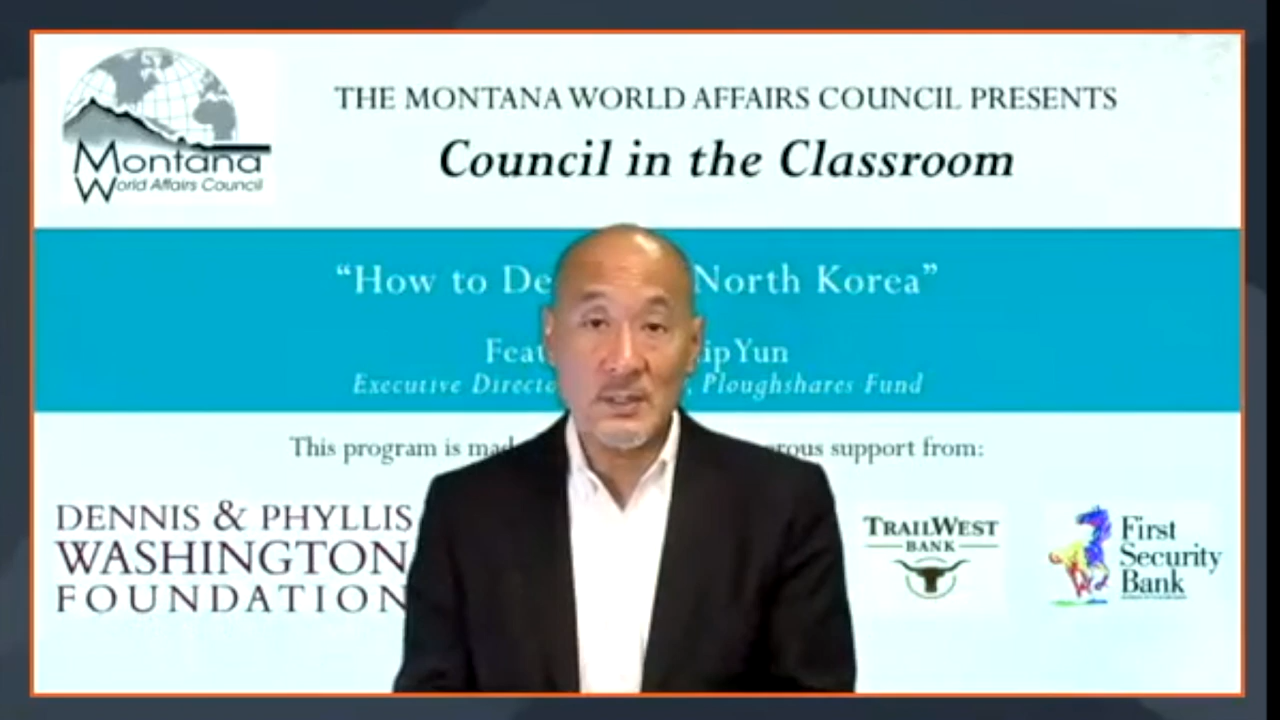 Montana
World Affairs Council
THE MONTANA WORLD AFFAIRS COUNCIL PRESENTS
Council in the Classroom
“How to De North Korea”
Feat ip Yun
Executive Directo Ploughshares Fund
This program is mad rous support from:
DENNIS & PHYLLIS
WASHINGTON
FOUNDATION
TRAILWEST
BANK
First
Security
Bank